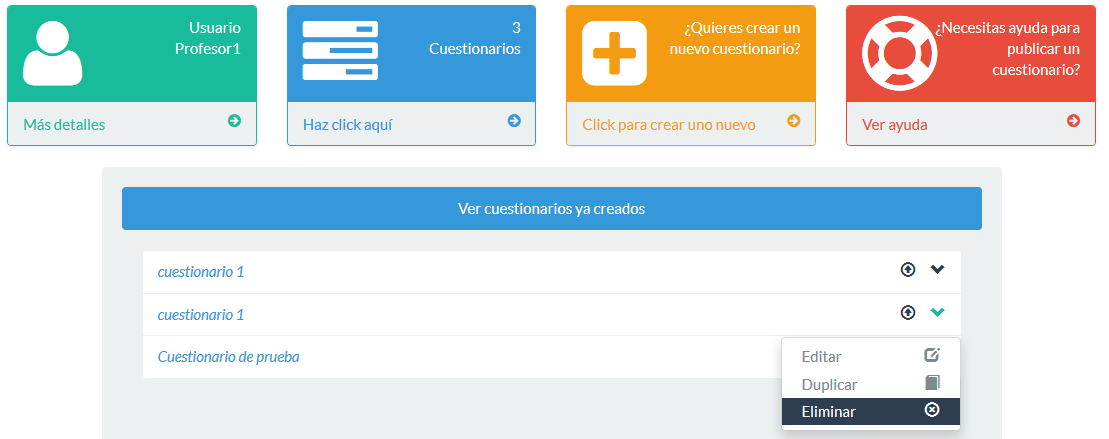 Usuario
Profesor1
Más detalles
3
Cuestionarios
Haz click aquí
¿Quieres crear un
nuevo cuestionario?
Click para crear uno nuevo
¿Necesitas ayuda para
publicar un
cuestionario?
Ver ayuda
Ver cuestionarios ya creados
cuestionario 1
cuestionario 1
Cuestionario de prueba
Editar
Duplicar
Eliminar